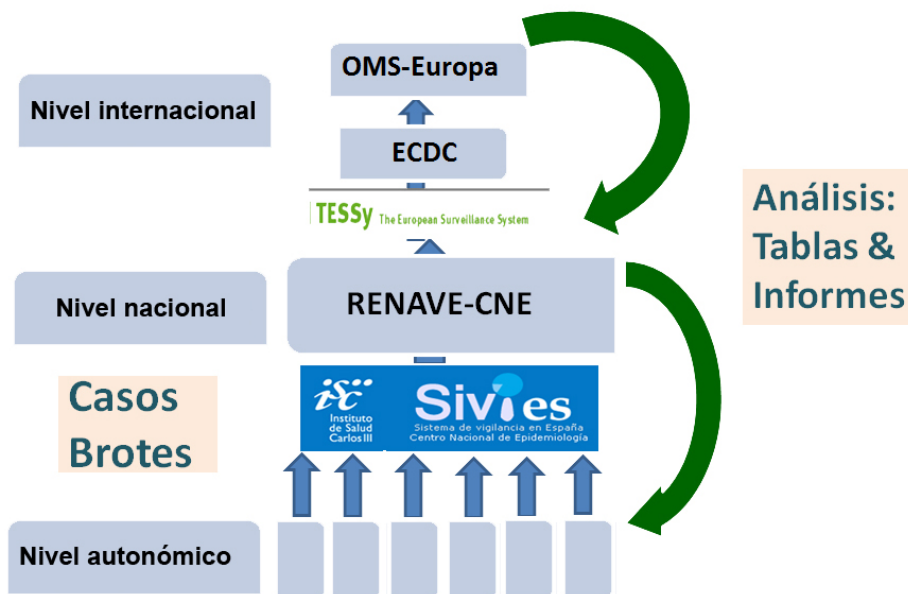 OMS-Europa
Nivel internacional
ECDC
TESSy The European Surveillance System
Análisis:
Tablas &
Informes
Nivel nacional
RENAVE-CNE
Casos
Brotes
isc
Instituto
de Salud
Carlos III
Sivies
Sistema de vigilancia en España
Centro Nacional de Epidemiología
Nivel autonómico